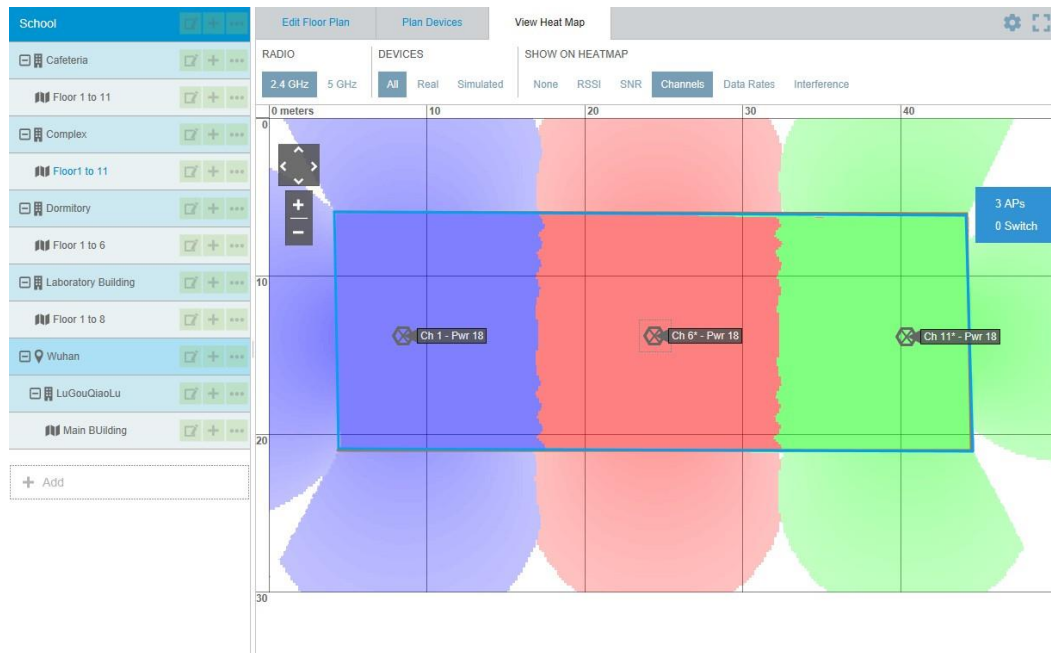 School
Cafeteria
Floor 1 to 11
Complex
Floor1 to 11
Dormitory
Floor 1 to 6
Laboratory Building
Floor 1 to 8
Wuhan
LuGouQiaoLu
Main BUilding
+ Add
Edit Floor Plan
Plan Devices
View Heat Map
RADIO
DEVICES
SHOW ON HEATMAP
2.4 GHz
5 GHz
All
Real
Simulated
None
RSSI
SNR
Channels
Data Rates
Interference
0 meters
10
20
30
40
0
10
20
30
3 APs
0 Switch
Ch 1 - Pwr 18
Ch 6* - Pwr 18
Ch 11* - Pwr 18